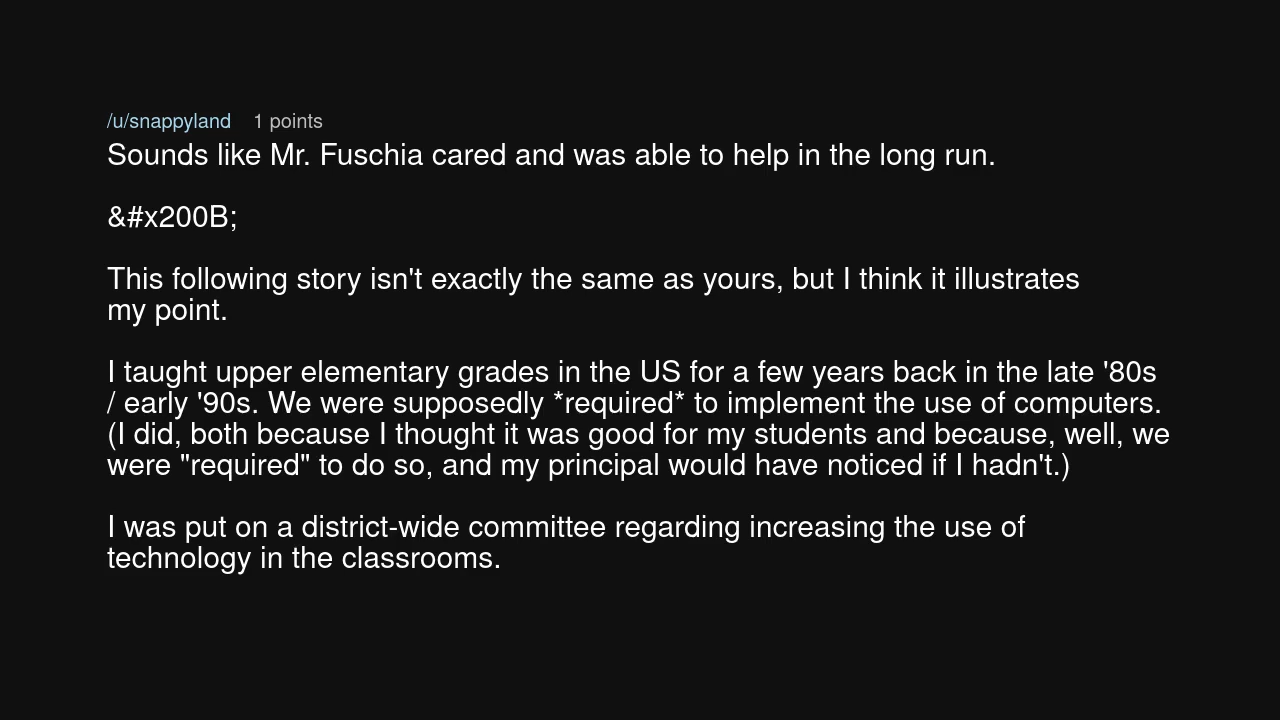 /u/snappyland 1 points
Sounds like Mr. Fuschia cared and was able to help in the long run.
&#x200B;
This following story isn't exactly the same as yours, but I think it illustrates
my point.
I taught upper elementary grades in the US for a few years back in the late '80s
/ early '90s. We were supposedly *required* to implement the use of computers.
(I did, both because I thought it was good for my students and because, well, we
were "required" to do so, and my principal would have noticed if I hadn't.)
I was put on a district-wide committee regarding increasing the use of
technology in the classrooms.